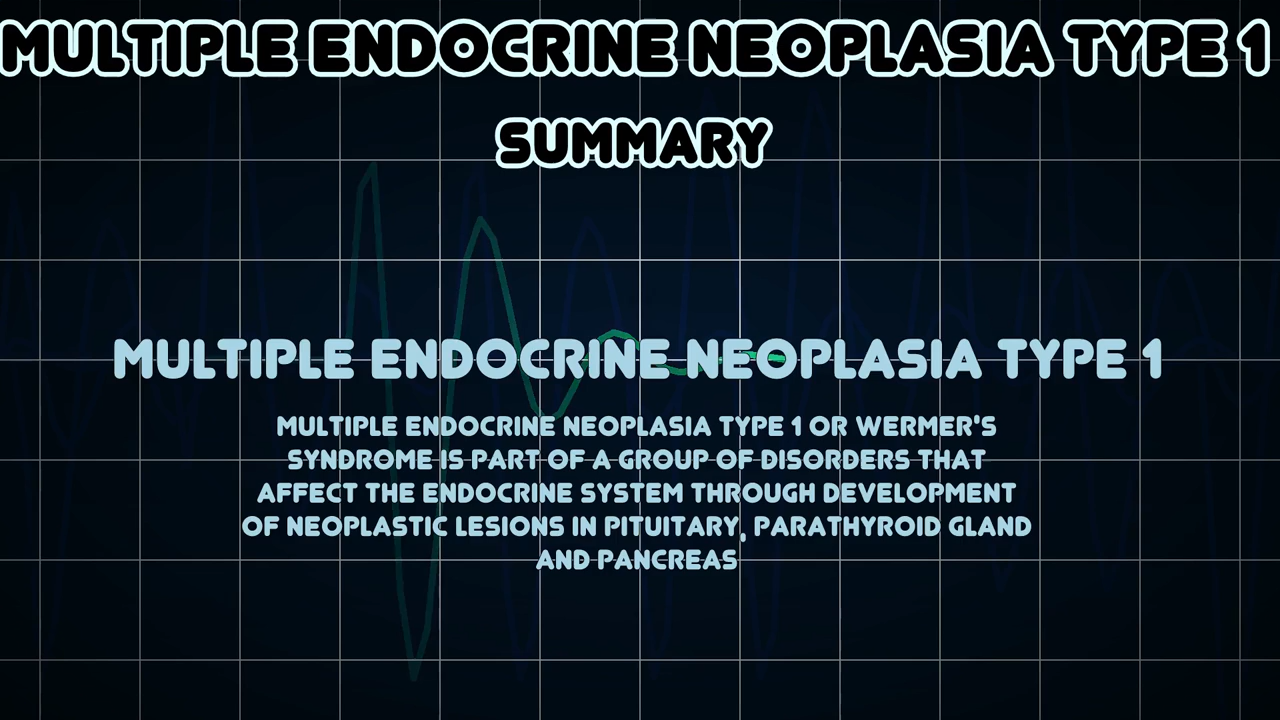 MULTIPLE ENDOCRINE NEOPLASIA TYPE 1
SUMMARY
MULTIPLE ENDOCRINE NEOPLASIA TYPE 1
MULTIPLE ENDOCRINE NEOPLASIA TYPE 1 OR WERMER'S
SYNDROME IS PART OF A GROUP OF DISORDERS THAT
AFFECT THE ENDOCRINE SYSTEM THROUGH DEVELOPMENT
OF NEOPLASTIC LESIONS IN PITUITARY, PARATHYROID GLAND
AND PANCREAS